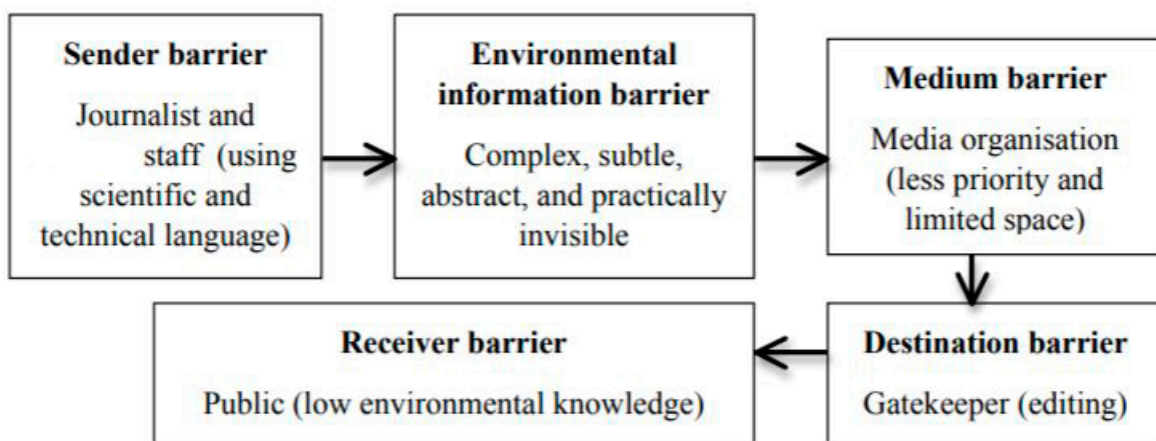 Sender barrier
Journalist and
staff (using
scientific and
technical language)
Environmental
information barrier
Complex, subtle,
abstract, and practically
invisible
Medium barrier
Media organisation
(less priority and
limited space)
Receiver barrier
Public (low environmental knowledge)
Destination barrier
Gatekeeper (editing)